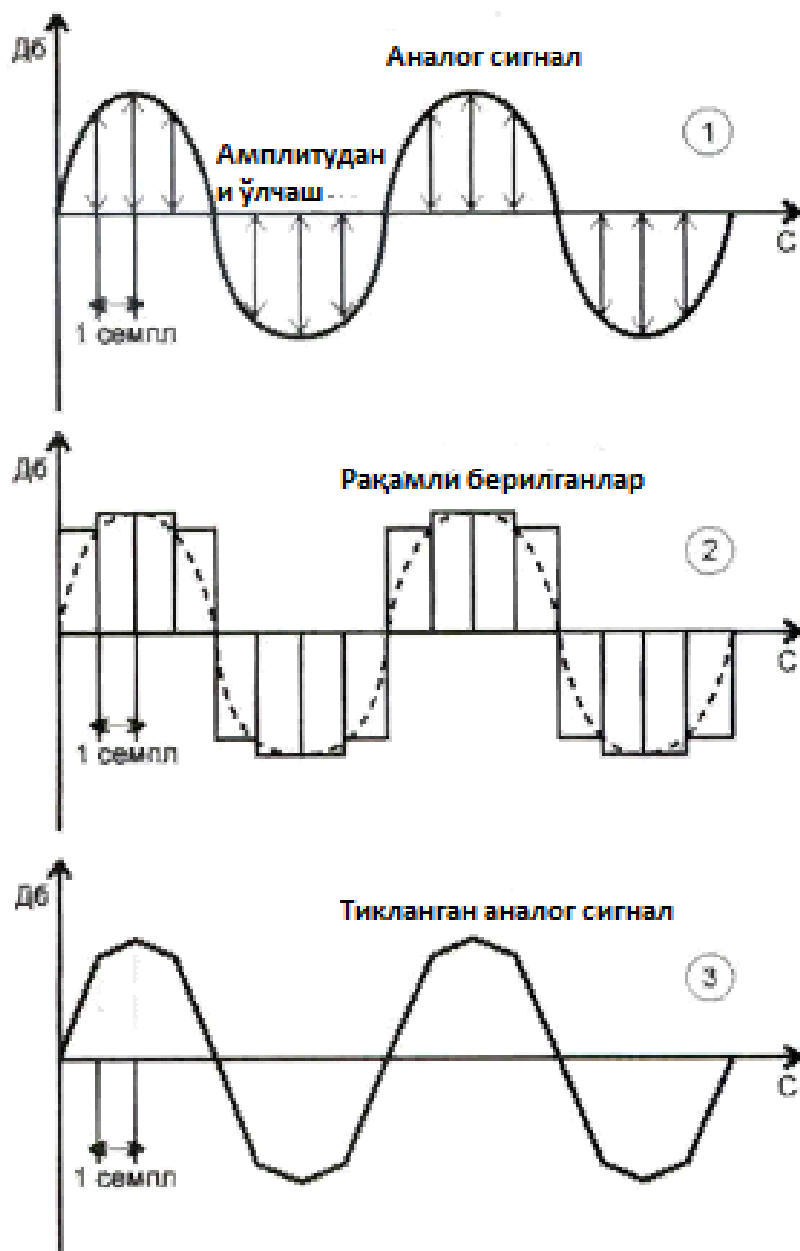 Дб
Аналог сигнал
1
Амплитудан
и ўлчаш
С
1 семпл
Дб
Рақамли берилганлар
2
С
1 семпл
Дб
Тикланган аналог сигнал
3
С
1 семпл